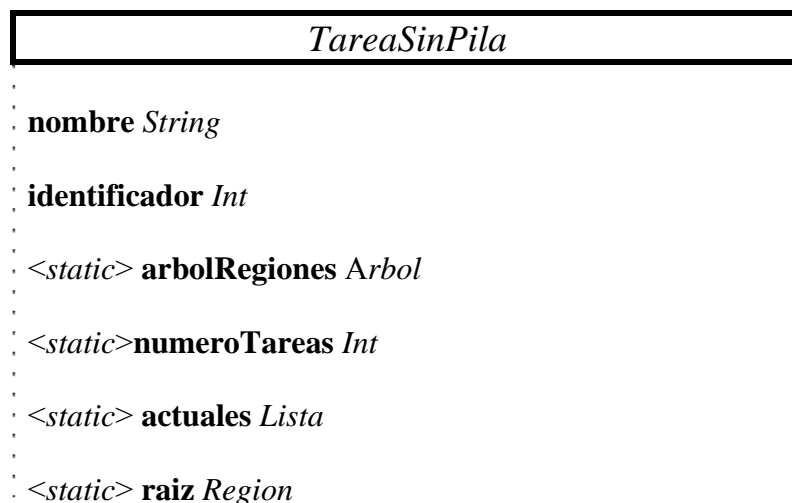 TareaSinPila
nombre String
identificador Int
<static> arbolRegiones Arbol
<static>numeroTareas Int
<static> actuales Lista
<static> raiz Region